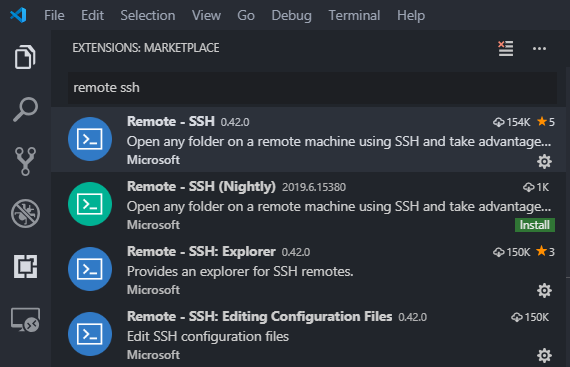 File Edit Selection View Go Debug Terminal Help
EXTENSIONS: MARKETPLACE
remote ssh
Remote - SSH 0.42.0 154K 5
Open any folder on a remote machine using SSH and take advantage...
Microsoft
Remote - SSH (Nightly) 2019.6.15380 1K
Open any folder on a remote machine using SSH and take advantage...
Microsoft Install
Remote - SSH: Explorer 0.42.0 150K 3
Provides an explorer for SSH remotes.
Microsoft
Remote - SSH: Editing Configuration Files 0.42.0 150K
Edit SSH configuration files
Microsoft